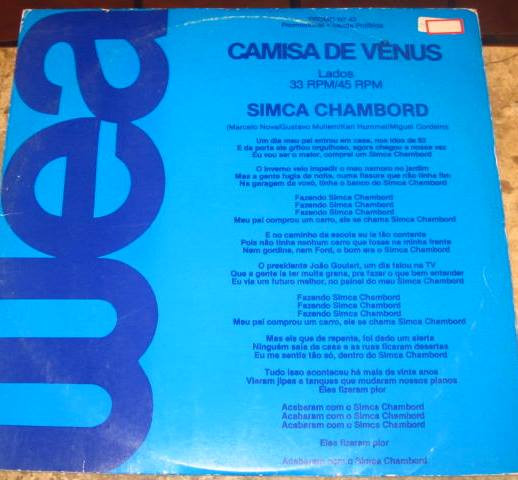 PROMO Nº 43
Promocional • Venda Proibida
CAMISA DE VÊNUS
Lados
33 RPM/45 RPM
SIMCA CHAMBORD
(Marcelo Nova/Gustavo Mullem/Karl Hummel/Miguel Cordeiro)
Um dia meu pai entrou em casa, nos idos de 63
E da porta ele gritou orgulhoso, agora chegou a nossa vez
Eu vou ser o maior, comprei um Simca Chambord
O inverno veio impedir o meu namoro no jardim
Mas a gente fugia de noite, numa fissura que não tinha fim
Na garagem da vovó, tinha o banco do Simca Chambord
Fazendo Simca Chambord
Fazendo Simca Chambord
Fazendo Simca Chambord
Meu pai comprou um carro, ele se chama Simca Chambord
E no caminho da escola eu ia tão contente
Pois não tinha nenhum carro que fosse na minha frente
Nem gordine, nem Ford, o bom era o Simca Chambord
O presidente João Goulart, um dia falou na TV
Que a gente ia ter muita grana, pra fazer o que bem entender
Eu vi um futuro melhor, no painel do meu Simca Chambord
Fazendo Simca Chambord
Fazendo Simca Chambord
Fazendo Simca Chambord
Meu pai comprou um carro, ele se chama Simca Chambord
Mas eis que de repente, foi dado um alerta
Ninguém saía de casa e as ruas ficaram desertas
Eu me sentia tão só, dentro do Simca Chambord
Tudo isso aconteceu há mais de vinte anos
Vieram jipes e tanques que mudaram nossos planos
Eles fizeram pior
Acabaram com o Simca Chambord
Acabaram com o Simca Chambord
Acabaram com o Simca Chambord
Eles fizeram pior
Acabaram com o Simca Chambord
wea